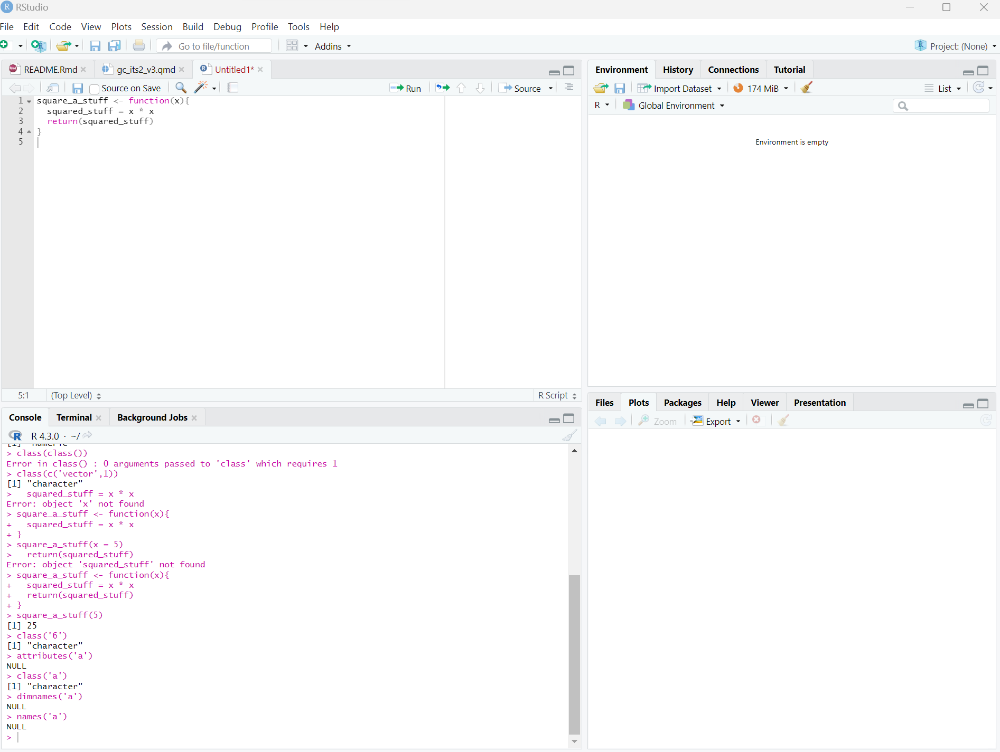 RStudio
File Edit Code View Plots Session Build Debug Profile Tools Help
Go to file/function Addins Project: (None)
README.Rmd gc_its2_v3.qmd Untitled1*
Source on Save Run Source
1 square_a_stuff <- function(x){
2   squared_stuff = x * x
3   return(squared_stuff)
4 }
5
5:1 (Top Level) R Script
Console Terminal Background Jobs
R 4.3.0 · ~/
[1] "numeric"
> class(class())
Error in class() : 0 arguments passed to 'class' which requires 1
> class(c('vector',1))
[1] "character"
>   squared_stuff = x * x
Error: object 'x' not found
> square_a_stuff <- function(x){
+   squared_stuff = x * x
+ }
> square_a_stuff(x = 5)
>   return(squared_stuff)
Error: object 'squared_stuff' not found
> square_a_stuff <- function(x){
+   squared_stuff = x * x
+   return(squared_stuff)
+ }
> square_a_stuff(5)
[1] 25
> class('6')
[1] "character"
> attributes('a')
NULL
> class('a')
[1] "character"
> dimnames('a')
NULL
> names('a')
NULL
>
Environment History Connections Tutorial
Import Dataset 174 MiB List
R Global Environment
Environment is empty
Files Plots Packages Help Viewer Presentation
Zoom Export